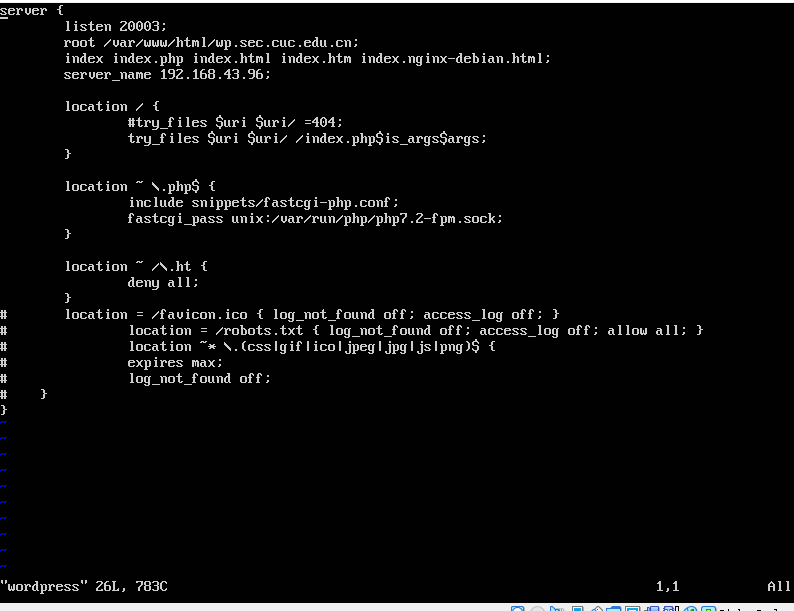 server {
        listen 20003;
        root /var/www/html/wp.sec.cuc.edu.cn;
        index index.php index.html index.htm index.nginx-debian.html;
        server_name 192.168.43.96;

        location / {
                #try_files $uri $uri/ =404;
                try_files $uri $uri/ /index.php$is_args$args;
        }

        location ~ \.php$ {
                include snippets/fastcgi-php.conf;
                fastcgi_pass unix:/var/run/php/php7.2-fpm.sock;
        }

        location ~ /\.ht {
                deny all;
        }
#       location = /favicon.ico { log_not_found off; access_log off; }
#               location = /robots.txt { log_not_found off; access_log off; allow all; }
#               location ~* \.(css|gif|ico|jpeg|jpg|js|png)$ {
#               expires max;
#               log_not_found off;
#    }
}
~
~
~
~
~
~
~
~
~
~
"wordpress" 26L, 783C 1,1 All